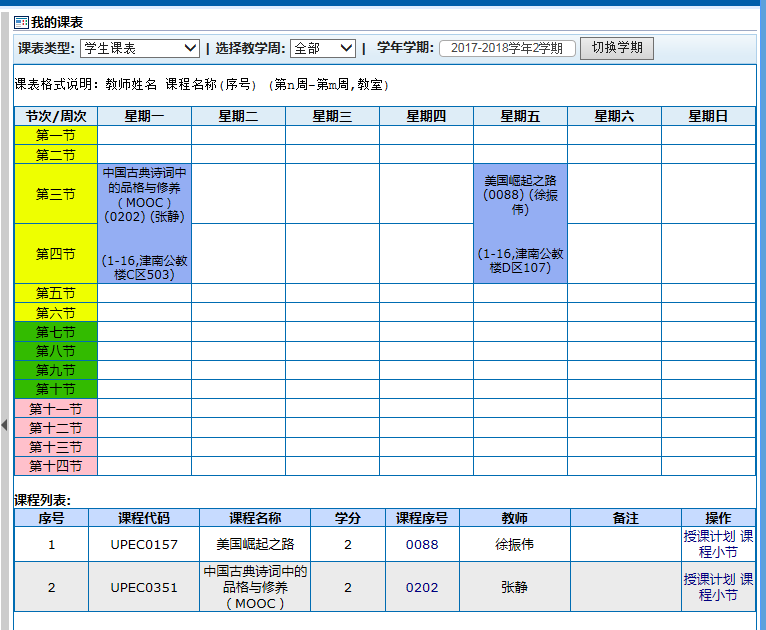 我的课表
课表类型: 学生课表 | 选择教学周: 全部 | 学年学期: 2017-2018学年2学期 切换学期
课表格式说明: 教师姓名 课程名称(序号) (第n周-第m周,教室)
节次/周次 星期一 星期二 星期三 星期四 星期五 星期六 星期日
第一节
第二节
第三节
第四节
中国古典诗词中
的品格与修养
(MOOC)
(0202) (张静)
(1-16,津南公教
楼C区503)
美国崛起之路
(0088) (徐振
伟)
(1-16,津南公教
楼D区107)
第五节
第六节
第七节
第八节
第九节
第十节
第十一节
第十二节
第十三节
第十四节
课程列表:
序号 课程代码 课程名称 学分 课程序号 教师 备注 操作
1 UPEC0157 美国崛起之路 2 0088 徐振伟 授课计划 课
程小节
2 UPEC0351 中国古典诗词中的
品格与修养
(MOOC) 2 0202 张静 授课计划 课
程小节